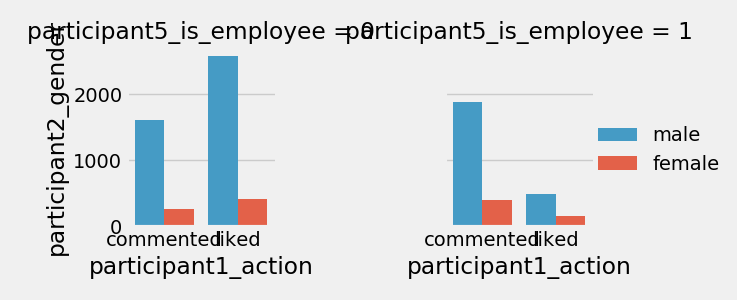 participant5_is_employee = 0
participant5_is_employee = 1
participant2_gender
2000
1000
0
commented
liked
commented
liked
participant1_action
participant1_action
male
female